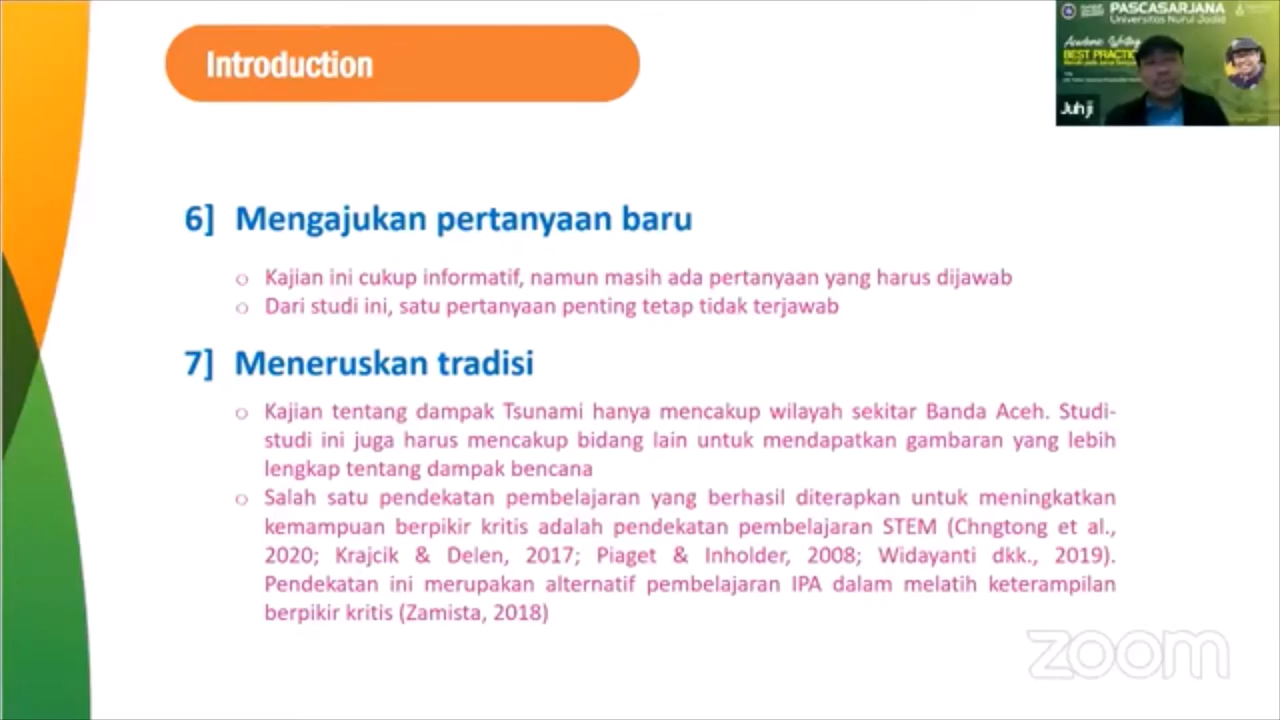 Introduction
PASCASARJANA
Universitas Nurul Jadid
Academic Writing
BEST PRACTIC
Juhji
6] Mengajukan pertanyaan baru
o Kajian ini cukup informatif, namun masih ada pertanyaan yang harus dijawab
o Dari studi ini, satu pertanyaan penting tetap tidak terjawab
7] Meneruskan tradisi
o Kajian tentang dampak Tsunami hanya mencakup wilayah sekitar Banda Aceh. Studi-
studi ini juga harus mencakup bidang lain untuk mendapatkan gambaran yang lebih
lengkap tentang dampak bencana
o Salah satu pendekatan pembelajaran yang berhasil diterapkan untuk meningkatkan
kemampuan berpikir kritis adalah pendekatan pembelajaran STEM (Chngtong et al.,
2020; Krajcik & Delen, 2017; Piaget & Inholder, 2008; Widayanti dkk., 2019).
Pendekatan ini merupakan alternatif pembelajaran IPA dalam melatih keterampilan
berpikir kritis (Zamista, 2018)
zoom